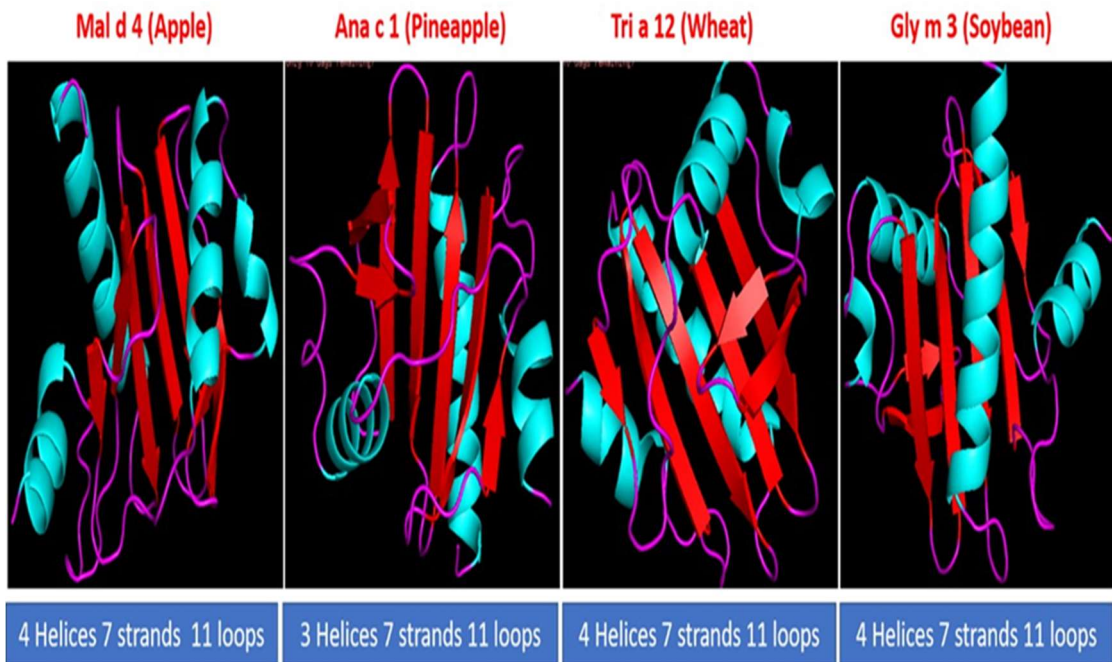 Mal d 4 (Apple)
Ana c 1 (Pineapple)
Tri a 12 (Wheat)
Gly m 3 (Soybean)
4 Helices 7 strands 11 loops
3 Helices 7 strands 11 loops
4 Helices 7 strands 11 loops
4 Helices 7 strands 11 loops